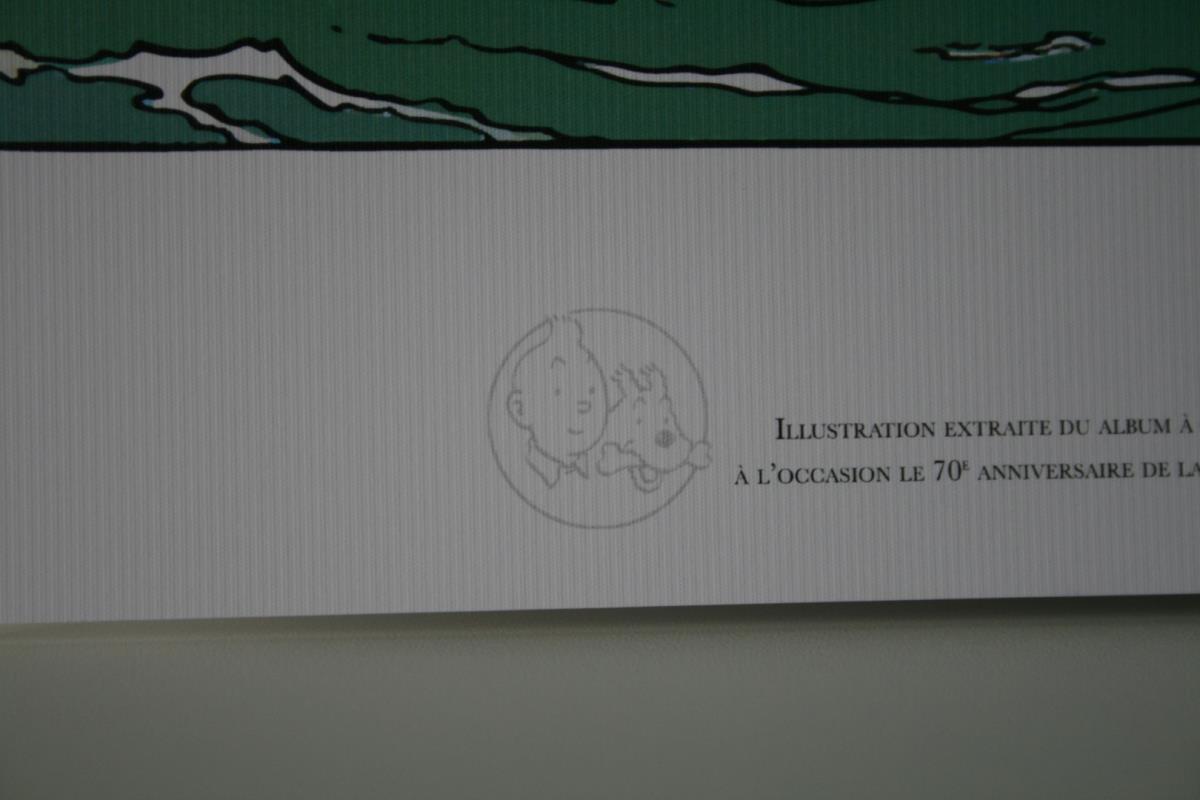 Illustration extraite du album à
à l'occasion le 70e anniversaire de la